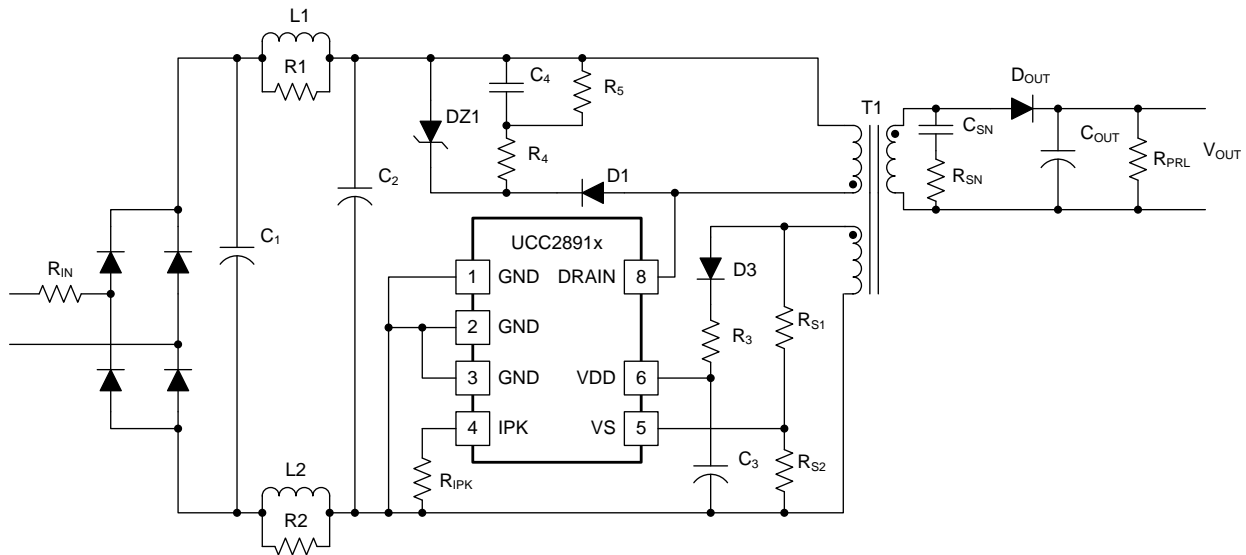 L1
R1
C4
R5
DZ1
R4
D1
T1
DOUT
CSN
RSN
COUT
RPRL
VOUT
C2
C1
RIN
UCC2891x
1 GND DRAIN 8
2 GND
3 GND VDD 6
4 IPK VS 5
D3
R3
RS1
RIPK
C3
RS2
L2
R2